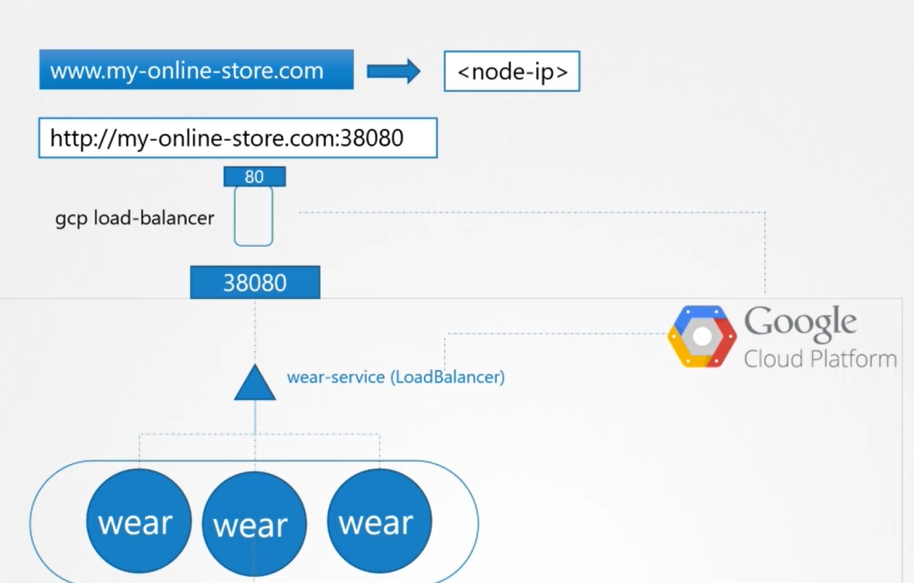 www.my-online-store.com
<node-ip>
http://my-online-store.com:38080
80
gcp load-balancer
38080
Google
Cloud Platform
wear-service (LoadBalancer)
wear
wear
wear